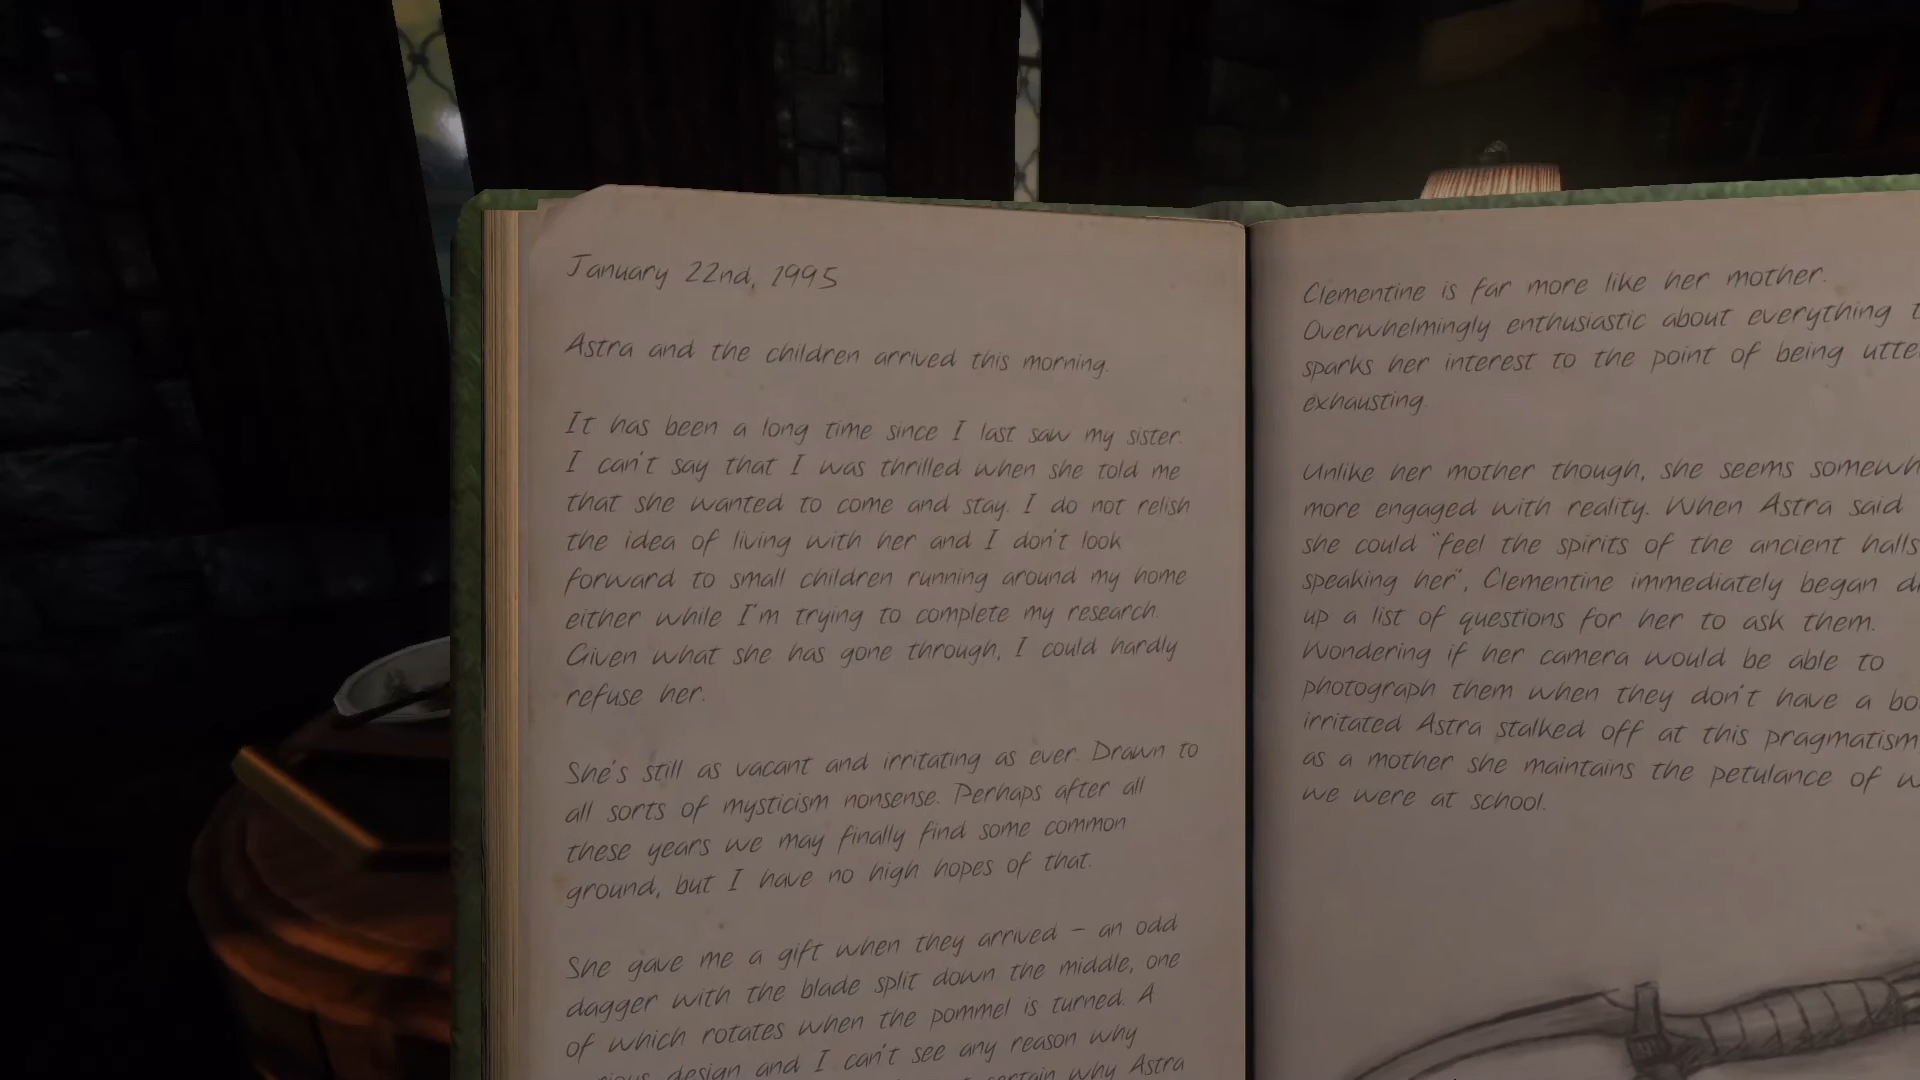 January 22nd, 1995
Astra and the children arrived this morning.
It has been a long time since I last saw my sister.
I can't say that I was thrilled when she told me
that she wanted to come and stay. I do not relish
the idea of living with her and I don't look
forward to small children running around my home
either while I'm trying to complete my research.
Given what she has gone through, I could hardly
refuse her.
She's still as vacant and irritating as ever. Drawn to
all sorts of mysticism nonsense. Perhaps after all
these years we may finally find some common
ground, but I have no high hopes of that.
She gave me a gift when they arrived – an odd
dagger with the blade split down the middle, one
of which rotates when the pommel is turned. A
design and I can't see any reason why
certain why Astra
Clementine is far more like her mother.
Overwhelmingly enthusiastic about everything
sparks her interest to the point of being
exhausting.
Unlike her mother though, she seems
more engaged with reality. When Astra said
she could "feel the spirits of the ancient halls
speaking her", Clementine immediately began
up a list of questions for her to ask them.
Wondering if her camera would be able to
photograph them when they don't have a
irritated Astra stalked off at this pragmatism
as a mother she maintains the petulance of
we were at school.